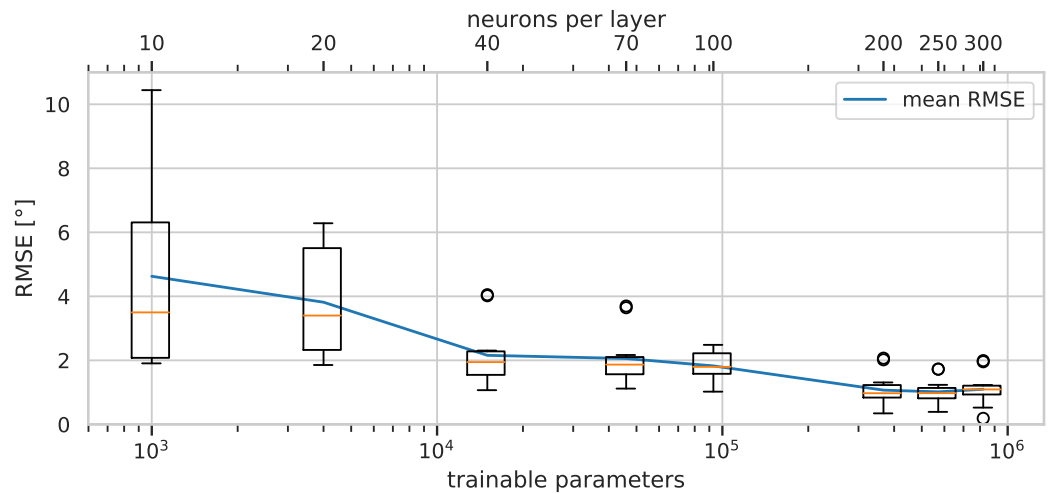 neurons per layer
10 20 40 70 100 200 250 300
mean RMSE
10
8
6
4
2
0
RMSE [°]
10³ 10⁴ 10⁵ 10⁶
trainable parameters